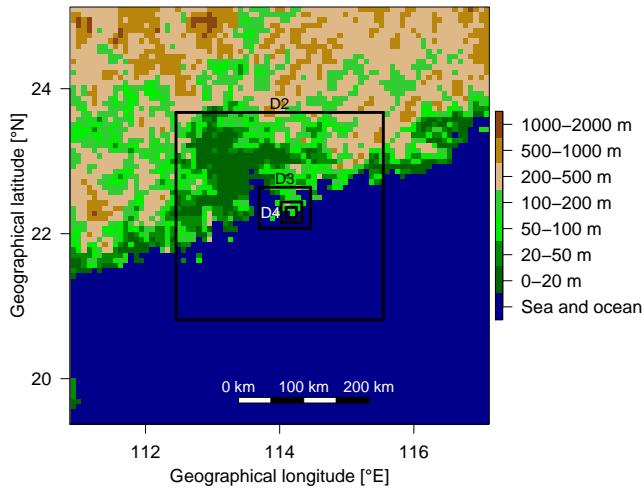 D2
D3
D4
0 km 100 km 200 km
24
22
20
Geographical latitude [°N]
112 114 116
Geographical longitude [°E]
1000–2000 m
500–1000 m
200–500 m
100–200 m
50–100 m
20–50 m
0–20 m
Sea and ocean